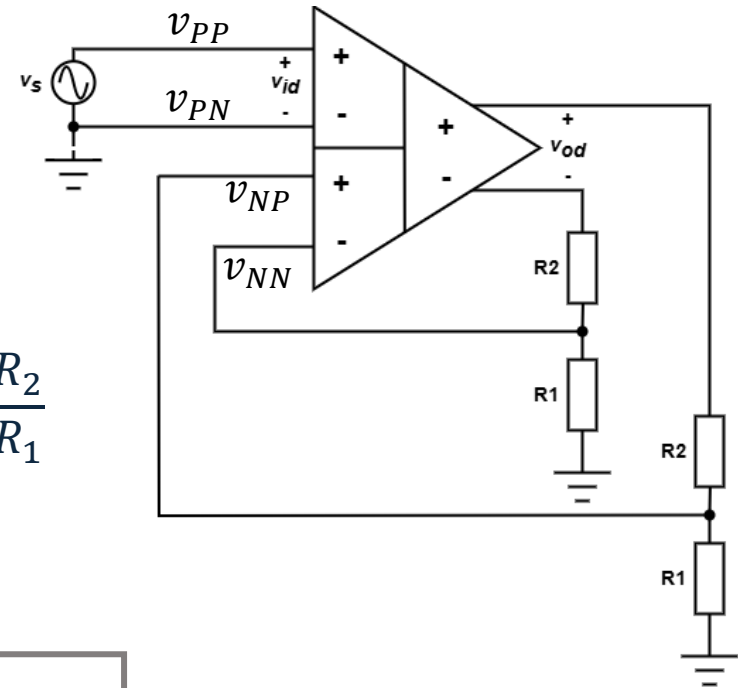 v_PP
v_S
+
v_id
-
v_PN
+
-
+
-
+
-
+
v_od
-
v_NP
v_NN
R2
R1
R_2
R_1
R2
R1